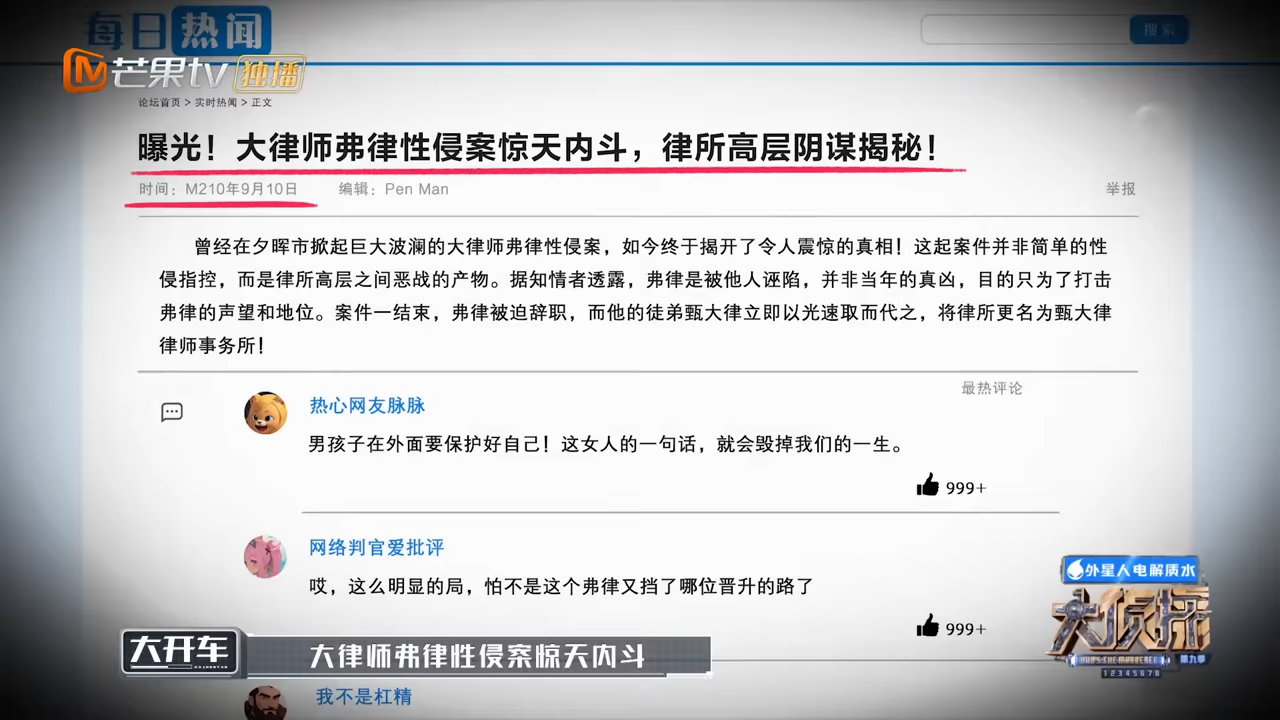 每日热闻
搜索
芒果tv独播
论坛首页 > 实时热闻 > 正文
曝光！大律师弗律性侵案惊天内斗，律所高层阴谋揭秘！
时间：M210年9月10日 编辑：Pen Man 举报
曾经在夕晖市掀起巨大波澜的大律师弗律性侵案，如今终于揭开了令人震惊的真相！这起案件并非简单的性
侵指控，而是律所高层之间恶战的产物。据知情者透露，弗律是被他人诬陷，并非当年的真凶，目的只为了打击
弗律的声望和地位。案件一结束，弗律被迫辞职，而他的徒弟甄大律立即以光速取而代之，将律所更名为甄大律
律师事务所！
最热评论
热心网友脉脉
男孩子在外面要保护好自己！这女人的一句话，就会毁掉我们的一生。
999+
网络判官爱批评
哎，这么明显的局，怕不是这个弗律又挡了哪位晋升的路了
999+
外星人电解质水
大侦探
第九季
12345678
大开车
大律师弗律性侵案惊天内斗
我不是杠精